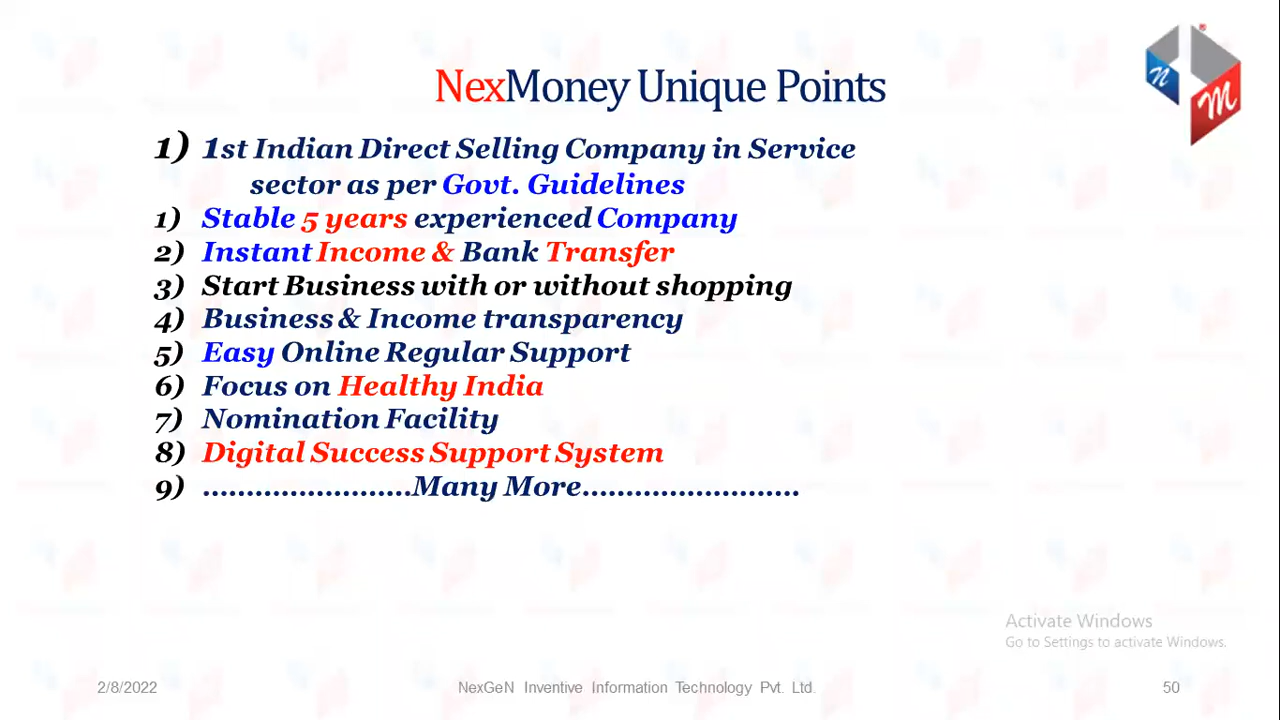 NexMoney Unique Points
n
M
1) 1st Indian Direct Selling Company in Service
sector as per Govt. Guidelines
1) Stable 5 years experienced Company
2) Instant Income & Bank Transfer
3) Start Business with or without shopping
4) Business & Income transparency
5) Easy Online Regular Support
6) Focus on Healthy India
7) Nomination Facility
8) Digital Success Support System
9) ........................Many More.........................
Activate Windows
Go to Settings to activate Windows.
2/8/2022 NexGeN Inventive Information Technology Pvt. Ltd. 50